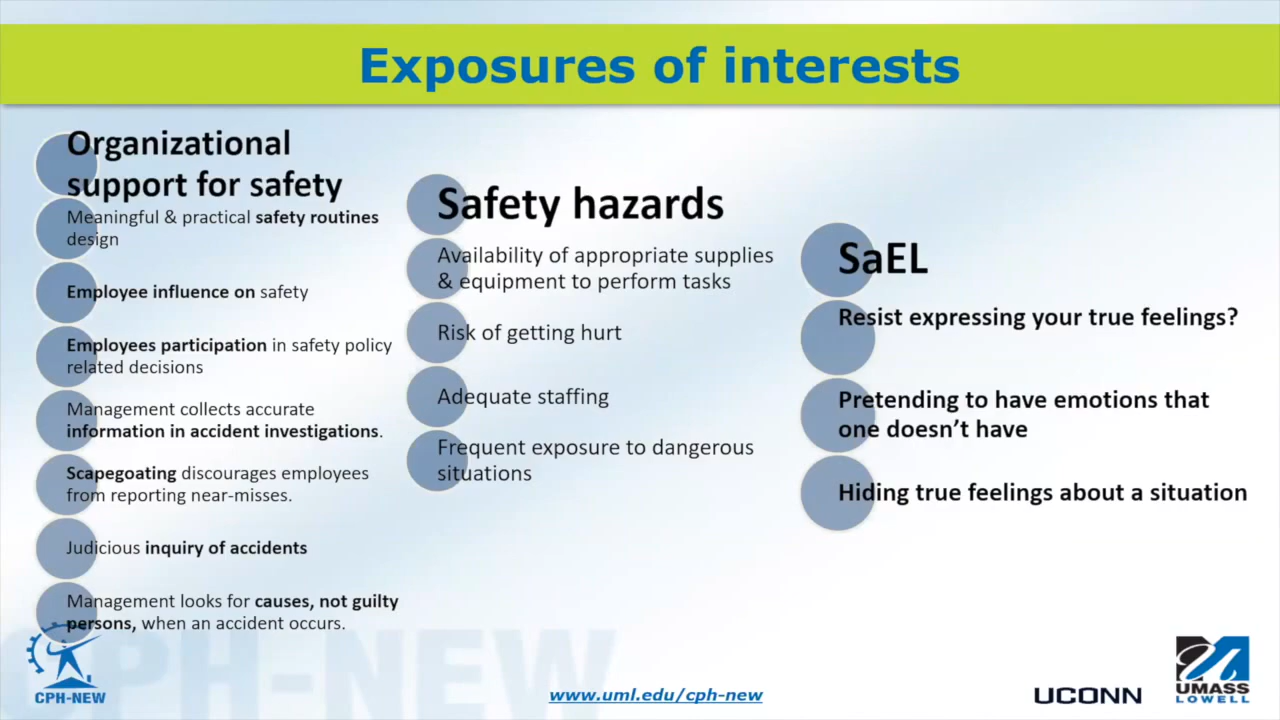 Exposures of interests
Organizational
support for safety
Meaningful & practical safety routines
design
Employee influence on safety
Employees participation in safety policy
related decisions
Management collects accurate
information in accident investigations.
Scapegoating discourages employees
from reporting near-misses.
Judicious inquiry of accidents
Management looks for causes, not guilty
persons, when an accident occurs.
Safety hazards
Availability of appropriate supplies
& equipment to perform tasks
Risk of getting hurt
Adequate staffing
Frequent exposure to dangerous
situations
SaEL
Resist expressing your true feelings?
Pretending to have emotions that
one doesn't have
Hiding true feelings about a situation
CPH-NEW
CPH-NEW
www.uml.edu/cph-new
UCONN
UMASS
LOWELL